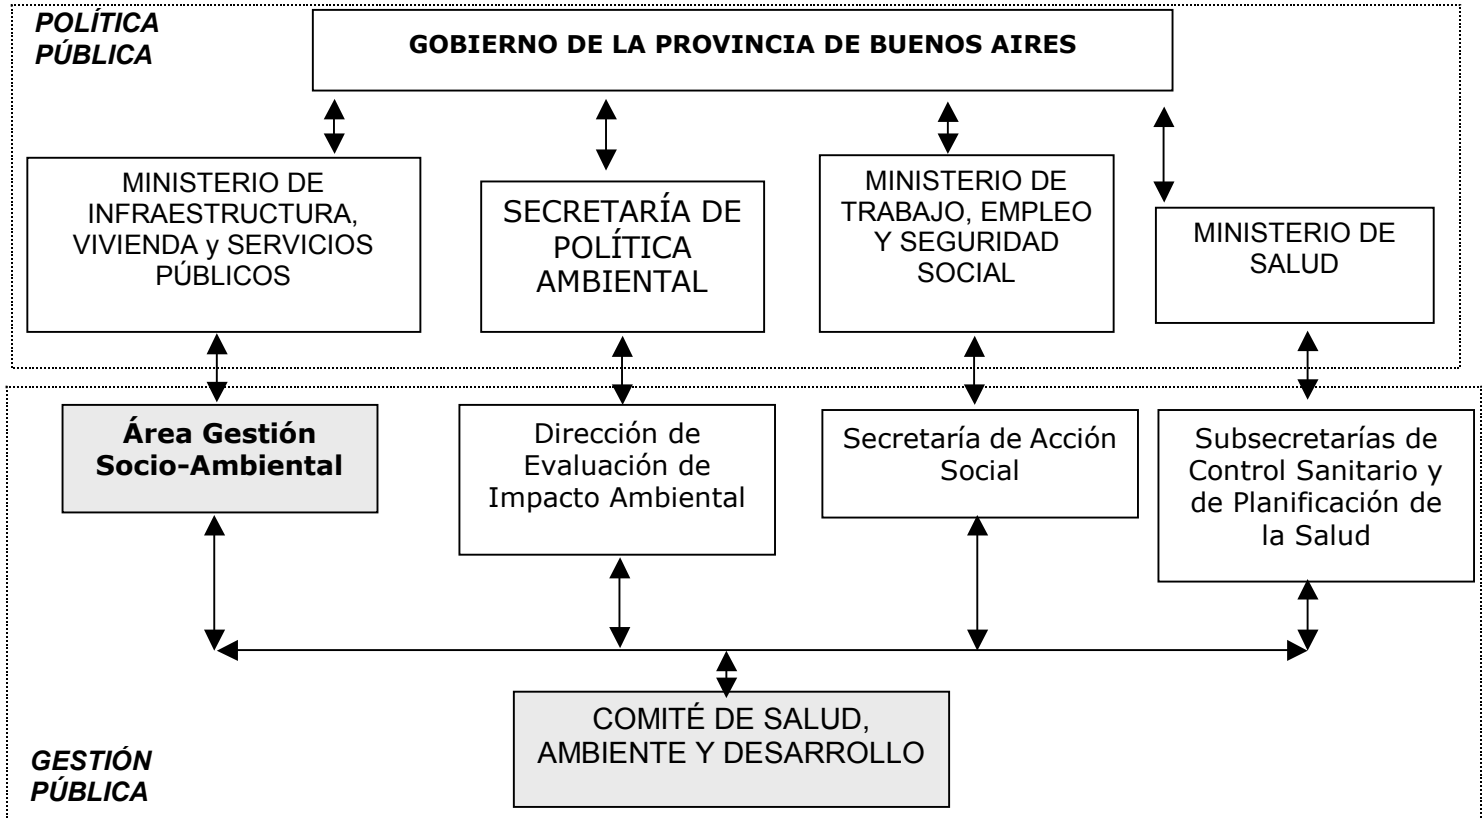 POLÍTICA
PÚBLICA
GOBIERNO DE LA PROVINCIA DE BUENOS AIRES
MINISTERIO DE
INFRAESTRUCTURA,
VIVIENDA y SERVICIOS
PÚBLICOS
SECRETARÍA DE
POLÍTICA
AMBIENTAL
MINISTERIO DE
TRABAJO, EMPLEO
Y SEGURIDAD
SOCIAL
MINISTERIO DE
SALUD
Área Gestión
Socio-Ambiental
Dirección de
Evaluación de
Impacto Ambiental
Secretaría de Acción
Social
Subsecretarías de
Control Sanitario y
de Planificación de
la Salud
COMITÉ DE SALUD,
AMBIENTE Y DESARROLLO
GESTIÓN
PÚBLICA